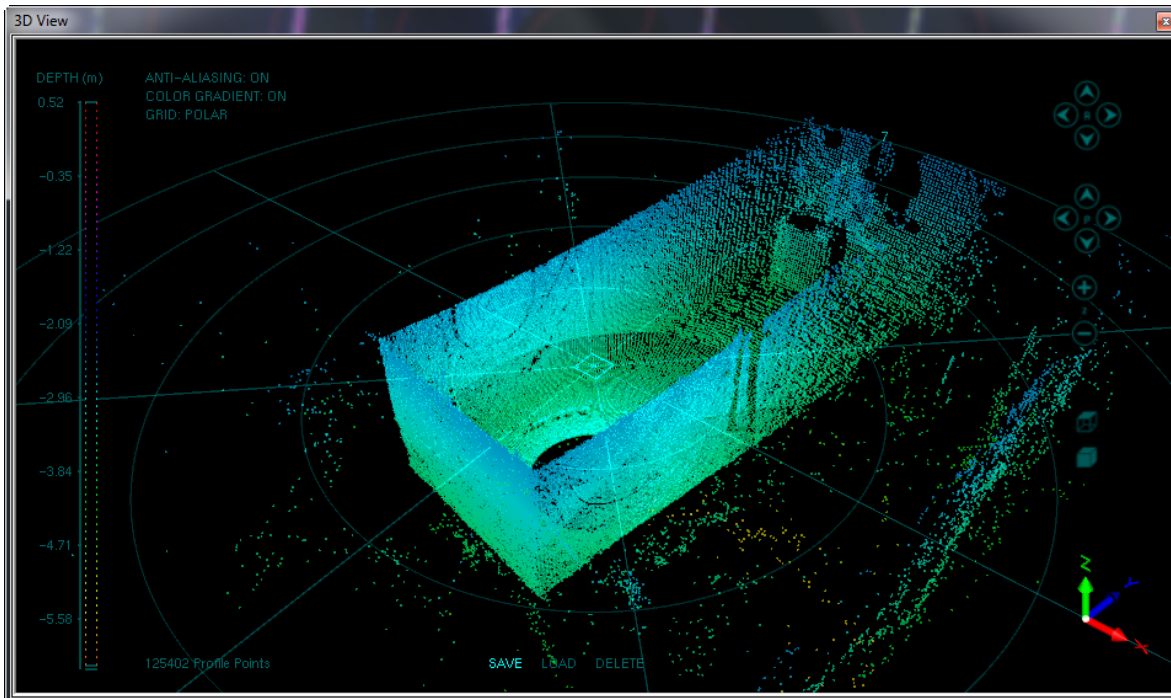 3D View
DEPTH (m)
0.52
-0.35
-1.22
-2.09
-2.96
-3.84
-4.71
-5.58
ANTI-ALIASING: ON
COLOR GRADIENT: ON
GRID: POLAR
7
R
P
z
Z
Y
X
125402 Profile Points
SAVE LOAD DELETE